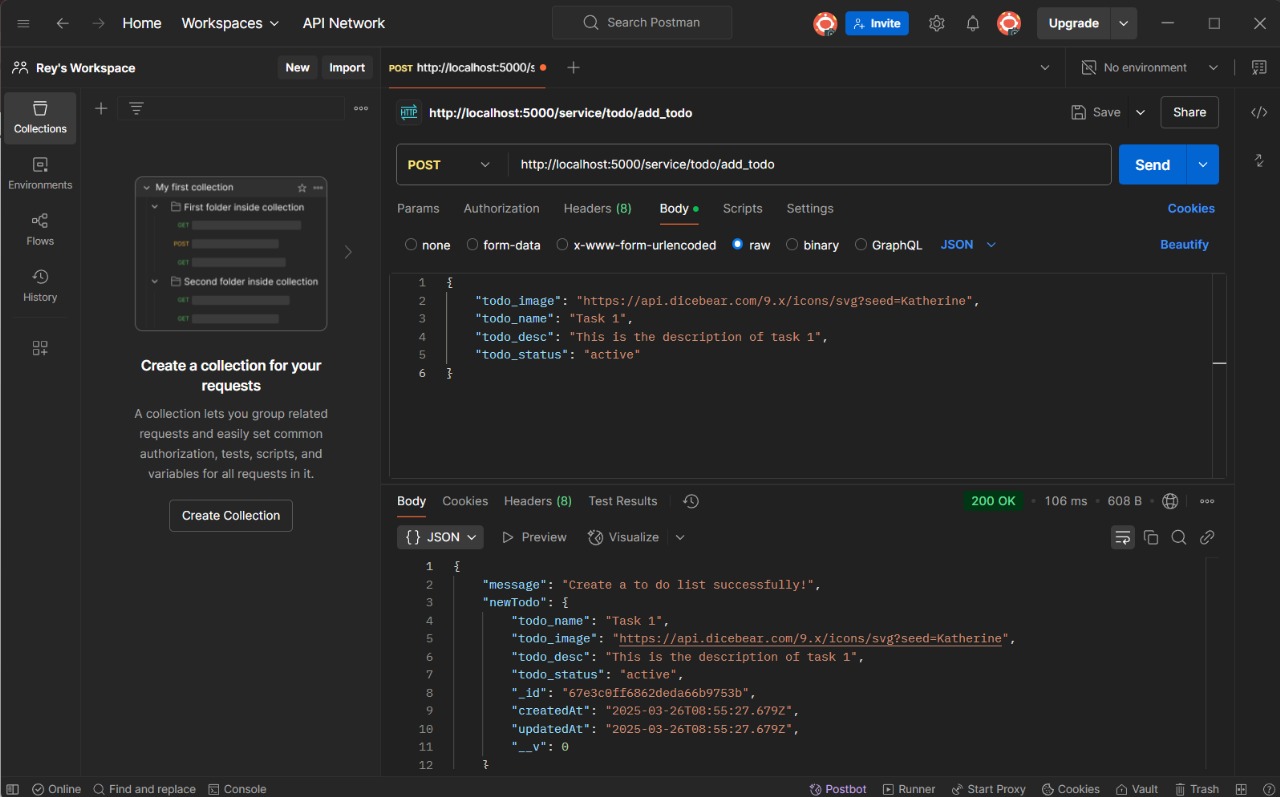 Home Workspaces API Network Search Postman Invite Upgrade
Rey's Workspace New Import POST http://localhost:5000/s No environment
Collections
Environments
Flows
History
My first collection
First folder inside collection
GET
POST
GET
Second folder inside collection
GET
GET
Create a collection for your
requests
A collection lets you group related
requests and easily set common
authorization, tests, scripts, and
variables for all requests in it.
Create Collection
HTTP http://localhost:5000/service/todo/add_todo Save Share
POST http://localhost:5000/service/todo/add_todo Send
Params Authorization Headers (8) Body Scripts Settings Cookies
none form-data x-www-form-urlencoded raw binary GraphQL JSON Beautify
1 {
2 "todo_image": "https://api.dicebear.com/9.x/icons/svg?seed=Katherine",
3 "todo_name": "Task 1",
4 "todo_desc": "This is the description of task 1",
5 "todo_status": "active"
6 }
Body Cookies Headers (8) Test Results 200 OK • 106 ms • 608 B
{} JSON Preview Visualize
1 {
2 "message": "Create a to do list successfully!",
3 "newTodo": {
4 "todo_name": "Task 1",
5 "todo_image": "https://api.dicebear.com/9.x/icons/svg?seed=Katherine",
6 "todo_desc": "This is the description of task 1",
7 "todo_status": "active",
8 "_id": "67e3c0ff6862deda66b9753b",
9 "createdAt": "2025-03-26T08:55:27.679Z",
10 "updatedAt": "2025-03-26T08:55:27.679Z",
11 "__v": 0
12 }
Online Find and replace Console Postbot Runner Start Proxy Cookies Vault Trash